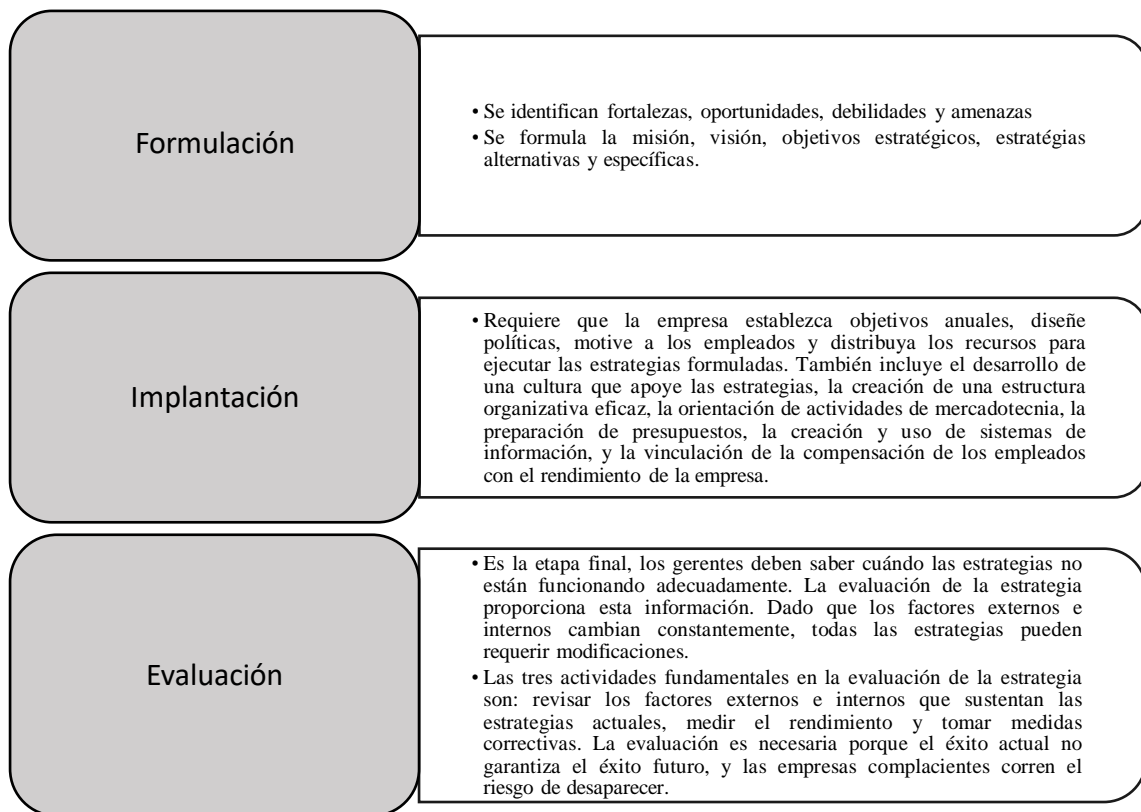 Formulación
• Se identifican fortalezas, oportunidades, debilidades y amenazas
• Se formula la misión, visión, objetivos estratégicos, estratégias
alternativas y específicas.
Implantación
• Requiere que la empresa establezca objetivos anuales, diseñe
políticas, motive a los empleados y distribuya los recursos para
ejecutar las estrategias formuladas. También incluye el desarrollo de
una cultura que apoye las estrategias, la creación de una estructura
organizativa eficaz, la orientación de actividades de mercadotecnia, la
preparación de presupuestos, la creación y uso de sistemas de
información, y la vinculación de la compensación de los empleados
con el rendimiento de la empresa.
Evaluación
• Es la etapa final, los gerentes deben saber cuándo las estrategias no
están funcionando adecuadamente. La evaluación de la estrategia
proporciona esta información. Dado que los factores externos e
internos cambian constantemente, todas las estrategias pueden
requerir modificaciones.
• Las tres actividades fundamentales en la evaluación de la estrategia
son: revisar los factores externos e internos que sustentan las
estrategias actuales, medir el rendimiento y tomar medidas
correctivas. La evaluación es necesaria porque el éxito actual no
garantiza el éxito futuro, y las empresas complacientes corren el
riesgo de desaparecer.